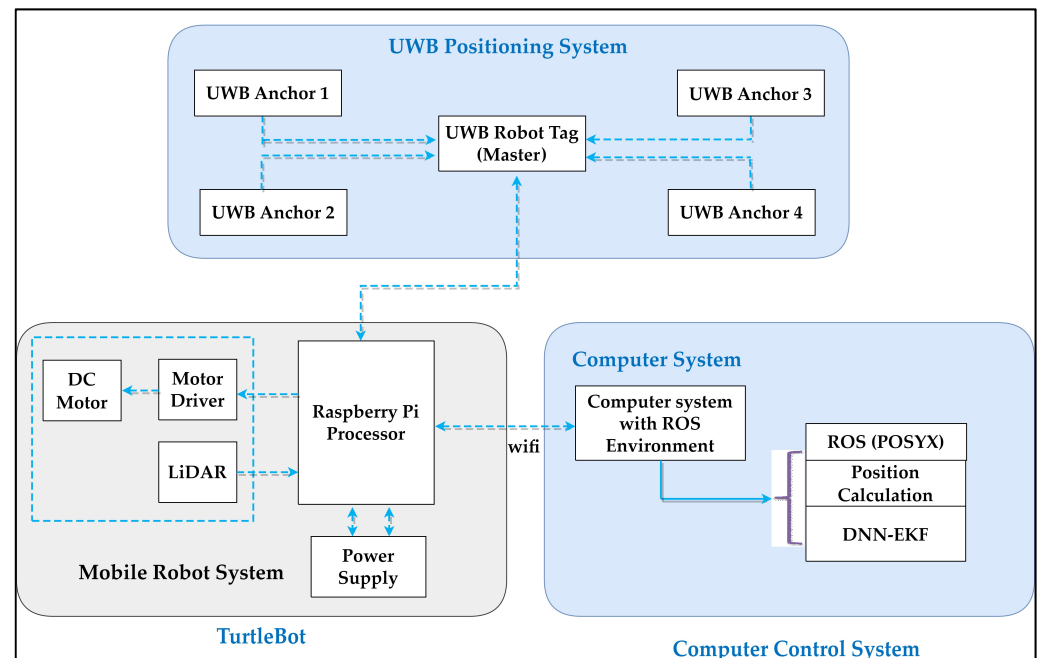 UWB Positioning System
UWB Anchor 1
UWB Anchor 3
UWB Robot Tag
(Master)
UWB Anchor 2
UWB Anchor 4
DC
Motor
Motor
Driver
LiDAR
Raspberry Pi
Processor
Power
Supply
Mobile Robot System
TurtleBot
wifi
Computer System
Computer system
with ROS
Environment
ROS (POSYX)
Position
Calculation
DNN-EKF
Computer Control System